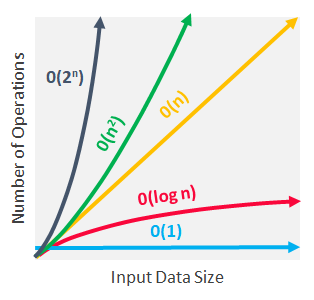 Number of Operations
0(2ⁿ)
0(n²)
0(n)
0(log n)
0(1)
Input Data Size